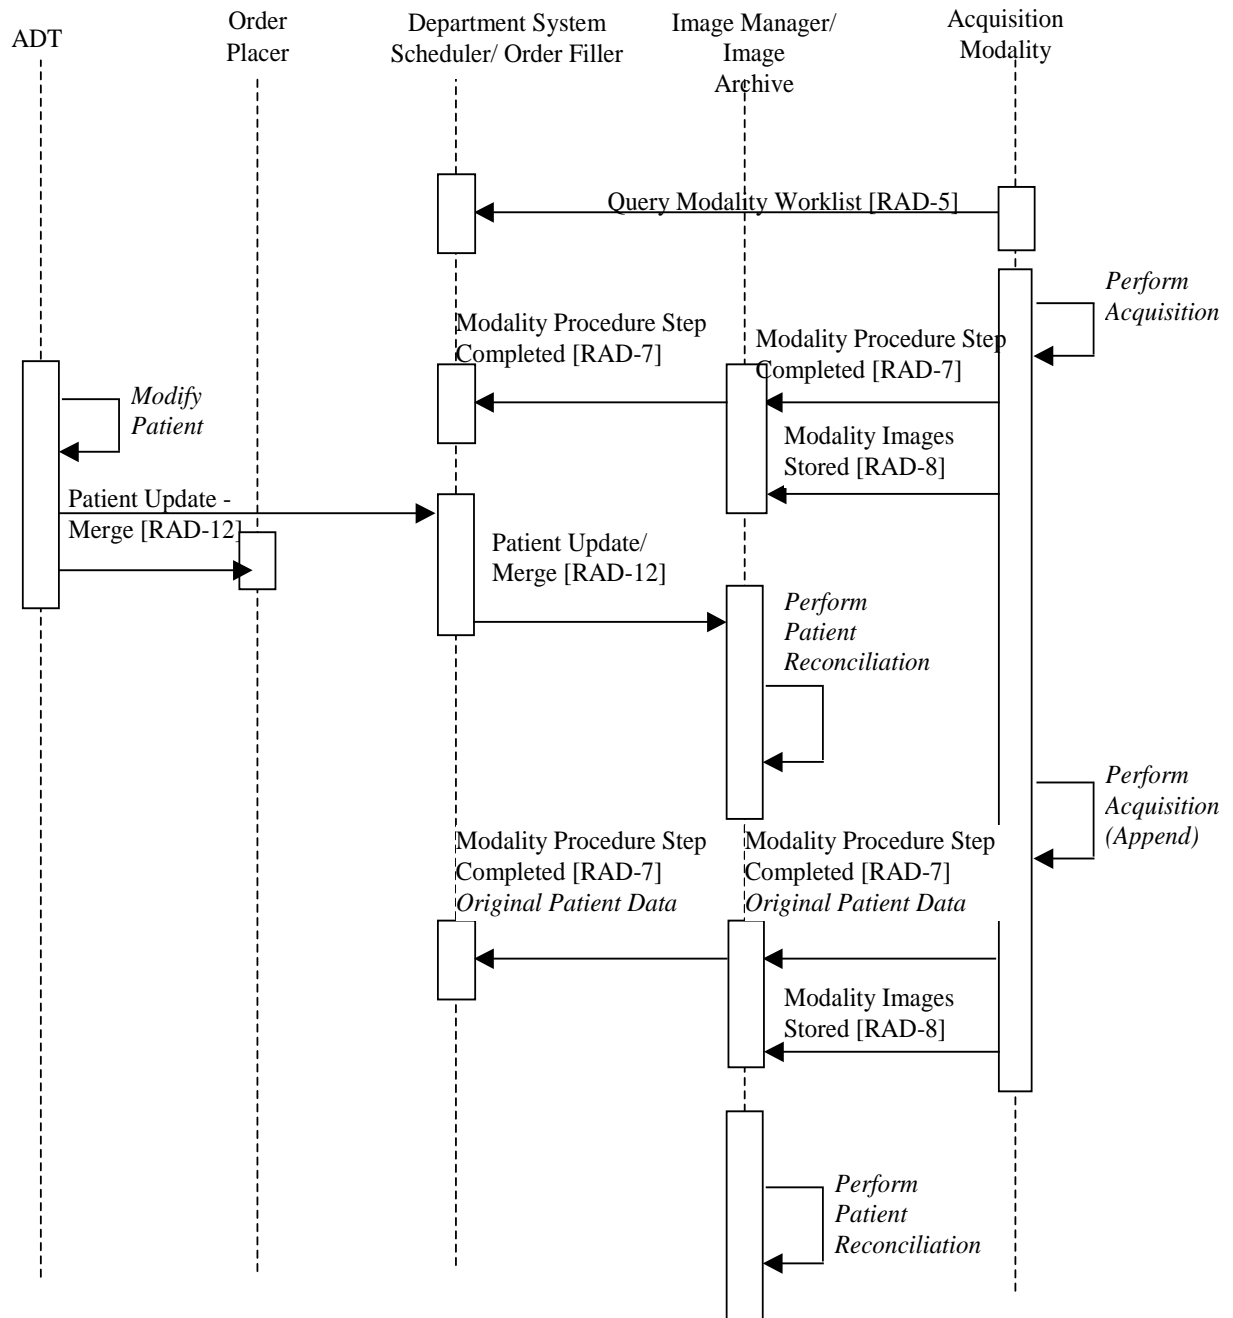 ADT
Order
Placer
Department System
Scheduler/ Order Filler
Image Manager/
Image
Archive
Acquisition
Modality
Query Modality Worklist [RAD-5]
Perform
Acquisition
Modality Procedure Step
Completed [RAD-7]
Modality Procedure Step
Completed [RAD-7]
Modify
Patient
Modality Images
Stored [RAD-8]
Patient Update -
Merge [RAD-12]
Patient Update/
Merge [RAD-12]
Perform
Patient
Reconciliation
Perform
Acquisition
(Append)
Modality Procedure Step
Completed [RAD-7]
Original Patient Data
Modality Procedure Step
Completed [RAD-7]
Original Patient Data
Modality Images
Stored [RAD-8]
Perform
Patient
Reconciliation